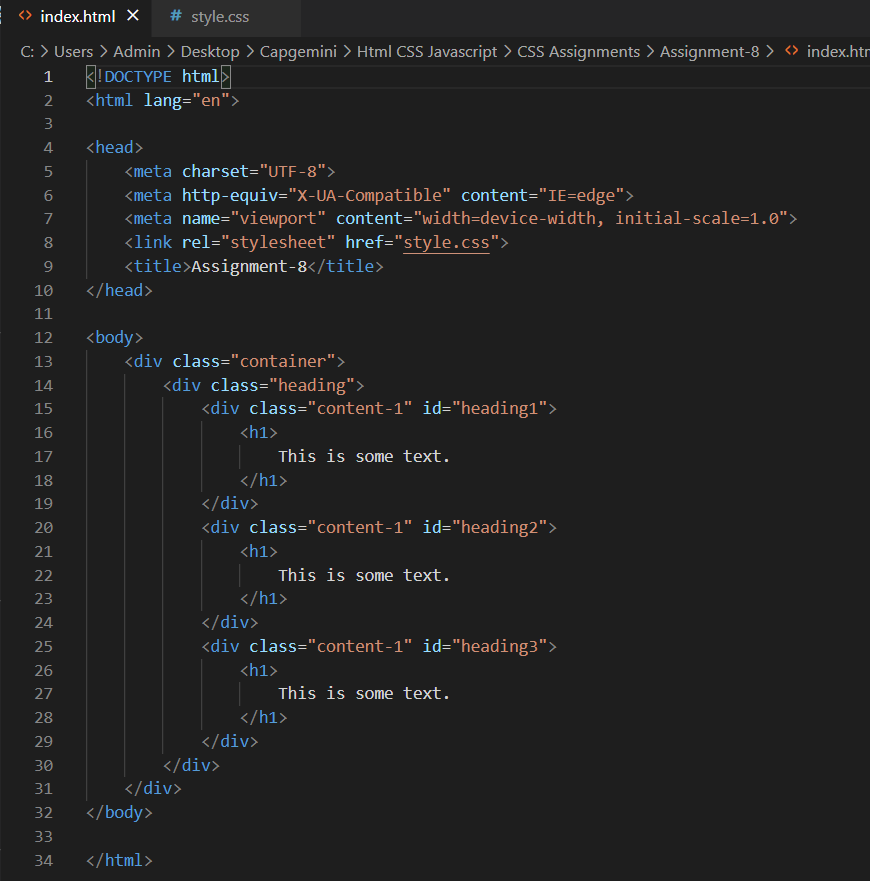 <> index.html ×  # style.css
C: > Users > Admin > Desktop > Capgemini > Html CSS Javascript > CSS Assignments > Assignment-8 > <> index.htm
1 <!DOCTYPE html>
2 <html lang="en">
3
4 <head>
5     <meta charset="UTF-8">
6     <meta http-equiv="X-UA-Compatible" content="IE=edge">
7     <meta name="viewport" content="width=device-width, initial-scale=1.0">
8     <link rel="stylesheet" href="style.css">
9     <title>Assignment-8</title>
10 </head>
11
12 <body>
13     <div class="container">
14         <div class="heading">
15             <div class="content-1" id="heading1">
16                 <h1>
17                     This is some text.
18                 </h1>
19             </div>
20             <div class="content-1" id="heading2">
21                 <h1>
22                     This is some text.
23                 </h1>
24             </div>
25             <div class="content-1" id="heading3">
26                 <h1>
27                     This is some text.
28                 </h1>
29             </div>
30         </div>
31     </div>
32 </body>
33
34 </html>